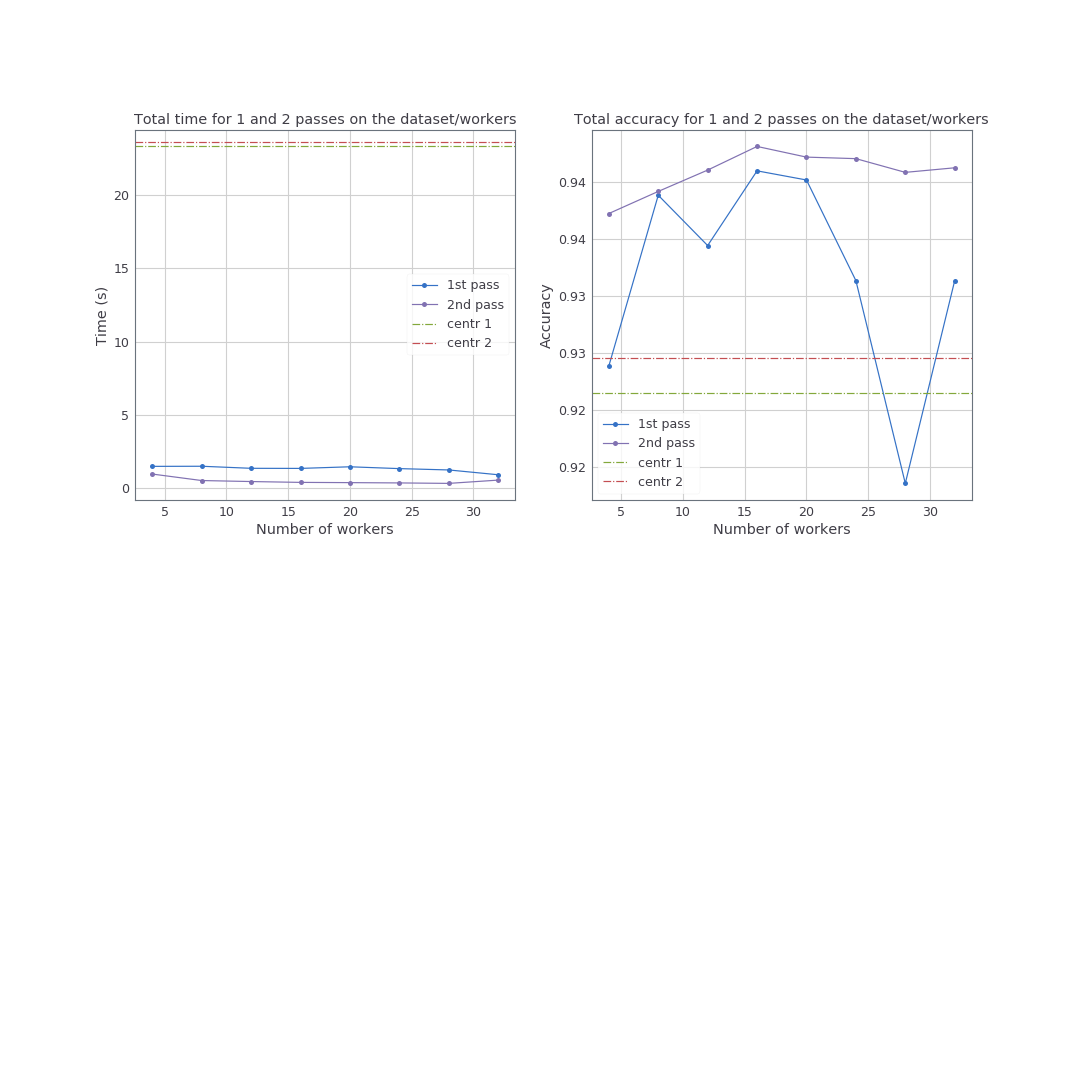 Total time for 1 and 2 passes on the dataset/workers
20
15
10
5
0
Time (s)
1st pass
2nd pass
centr 1
centr 2
5 10 15 20 25 30
Number of workers
Total accuracy for 1 and 2 passes on the dataset/workers
0.94
0.94
0.93
0.93
0.92
0.92
Accuracy
1st pass
2nd pass
centr 1
centr 2
5 10 15 20 25 30
Number of workers